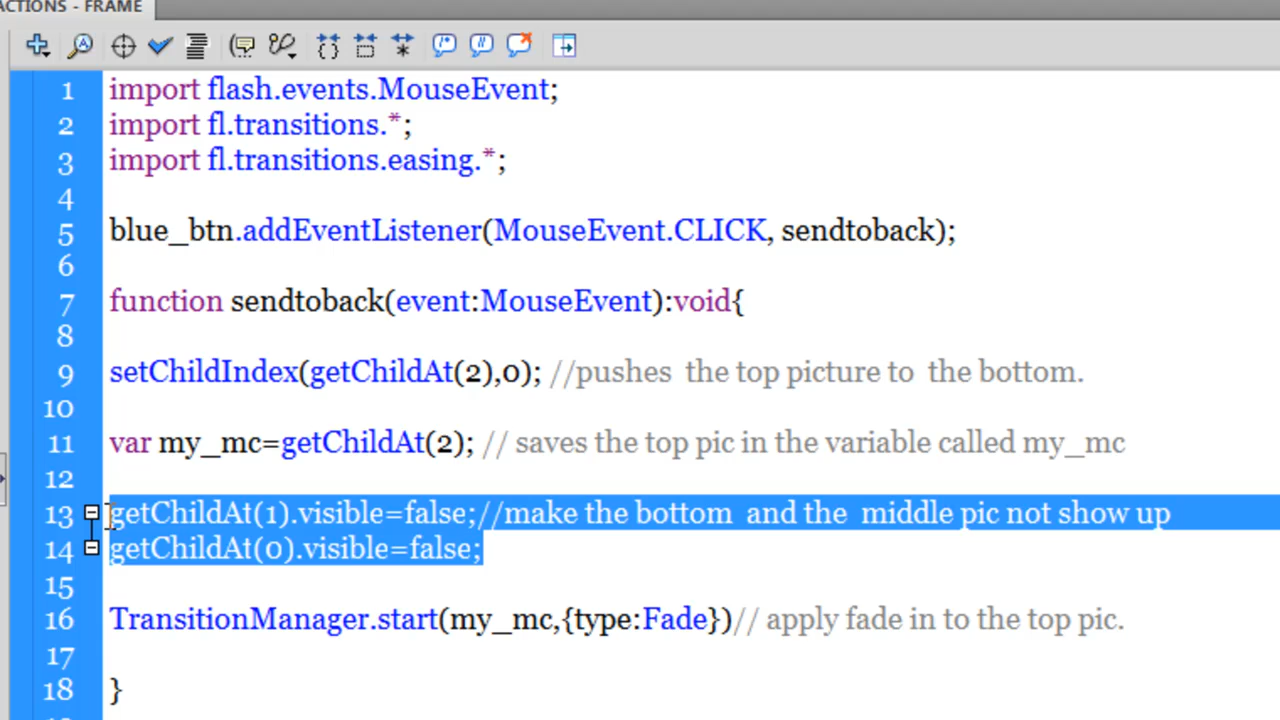 ACTIONS - FRAME
1 import flash.events.MouseEvent;
2 import fl.transitions.*;
3 import fl.transitions.easing.*;
4
5 blue_btn.addEventListener(MouseEvent.CLICK, sendtoback);
6
7 function sendtoback(event:MouseEvent):void{
8
9 setChildIndex(getChildAt(2),0); //pushes the top picture to the bottom.
10
11 var my_mc=getChildAt(2); // saves the top pic in the variable called my_mc
12
13 getChildAt(1).visible=false;//make the bottom and the middle pic not show up
14 getChildAt(0).visible=false;
15
16 TransitionManager.start(my_mc,{type:Fade})// apply fade in to the top pic.
17
18 }